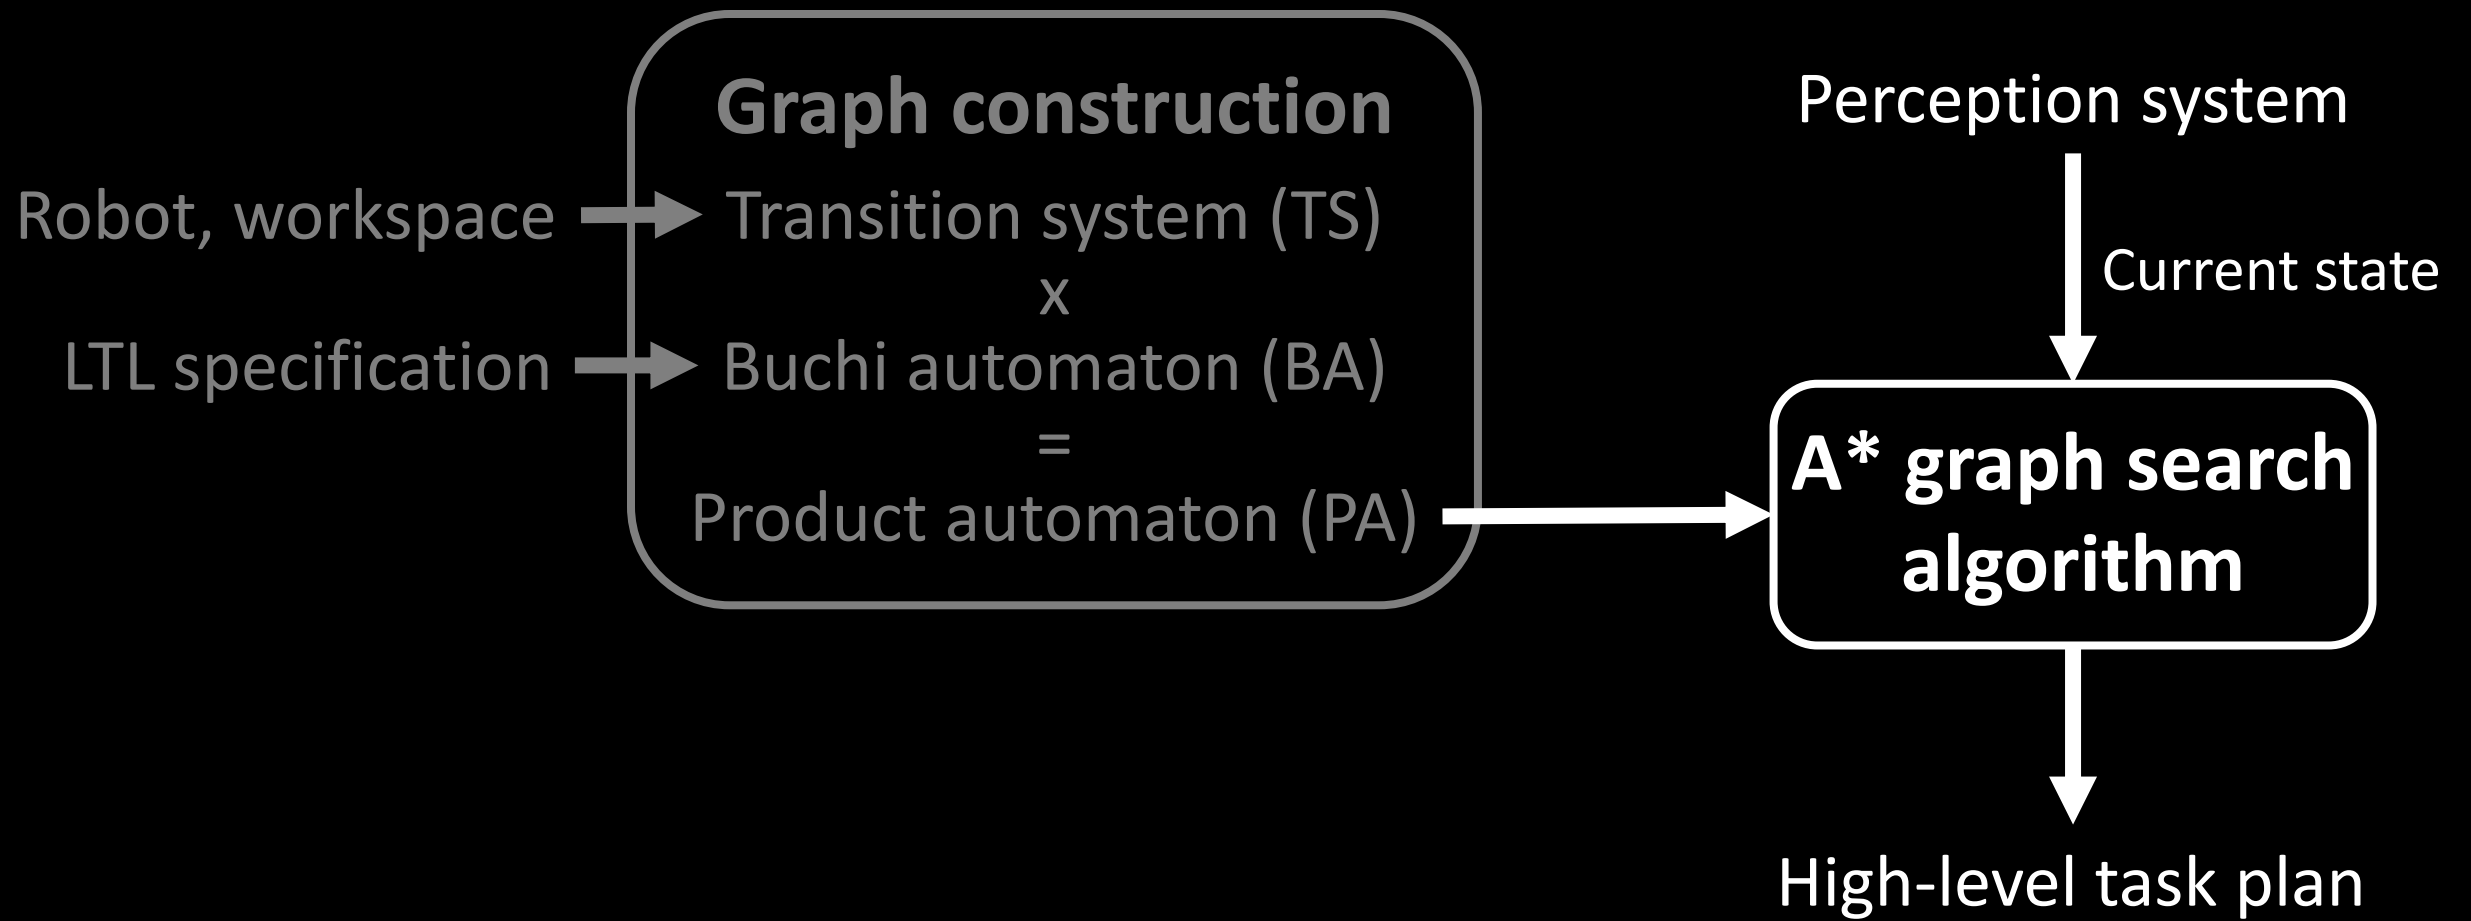 Graph construction
Robot, workspace
Transition system (TS)
x
LTL specification
Buchi automaton (BA)
=
Product automaton (PA)
Perception system
Current state
A* graph search
algorithm
High-level task plan